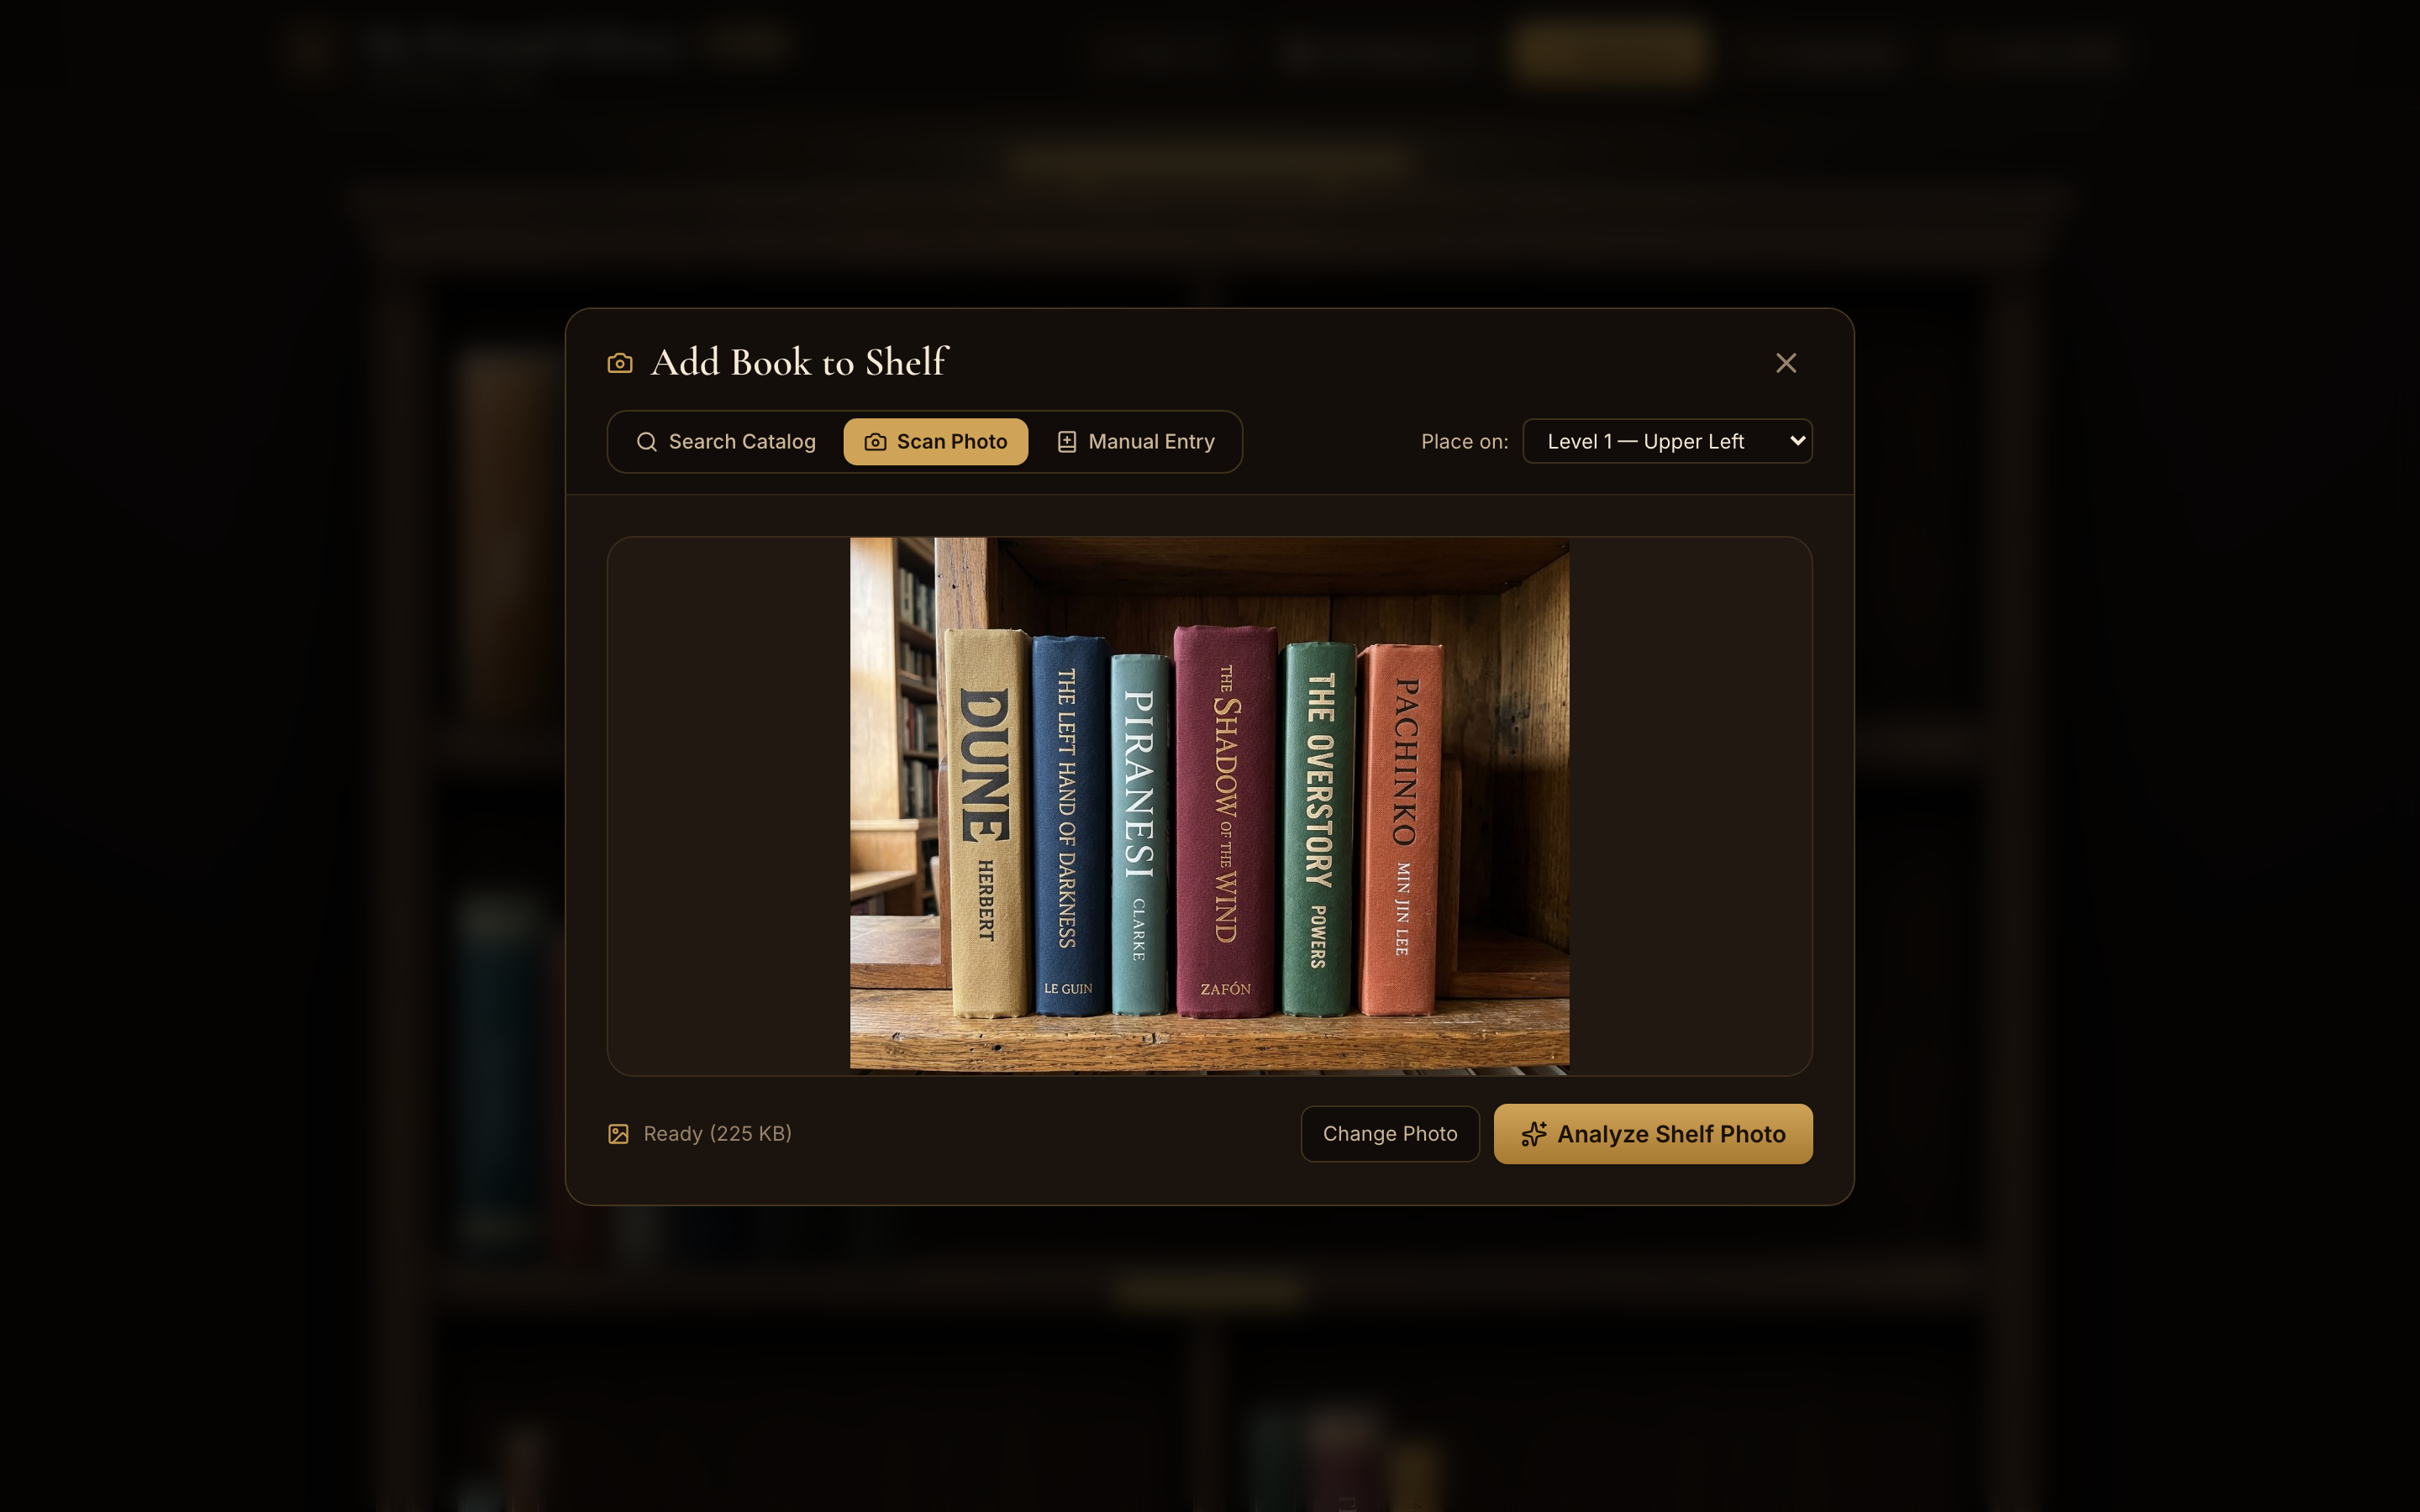 Add Book to Shelf
Search Catalog
Scan Photo
Manual Entry
Place on:
Level 1 — Upper Left
DUNE HERBERT
THE LEFT HAND OF DARKNESS
LE GUIN
PIRANESI CLARKE
THE SHADOW OF THE WIND
ZAFÓN
THE OVERSTORY POWERS
PACHINKO MIN JIN LEE
Ready (225 KB)
Change Photo
Analyze Shelf Photo